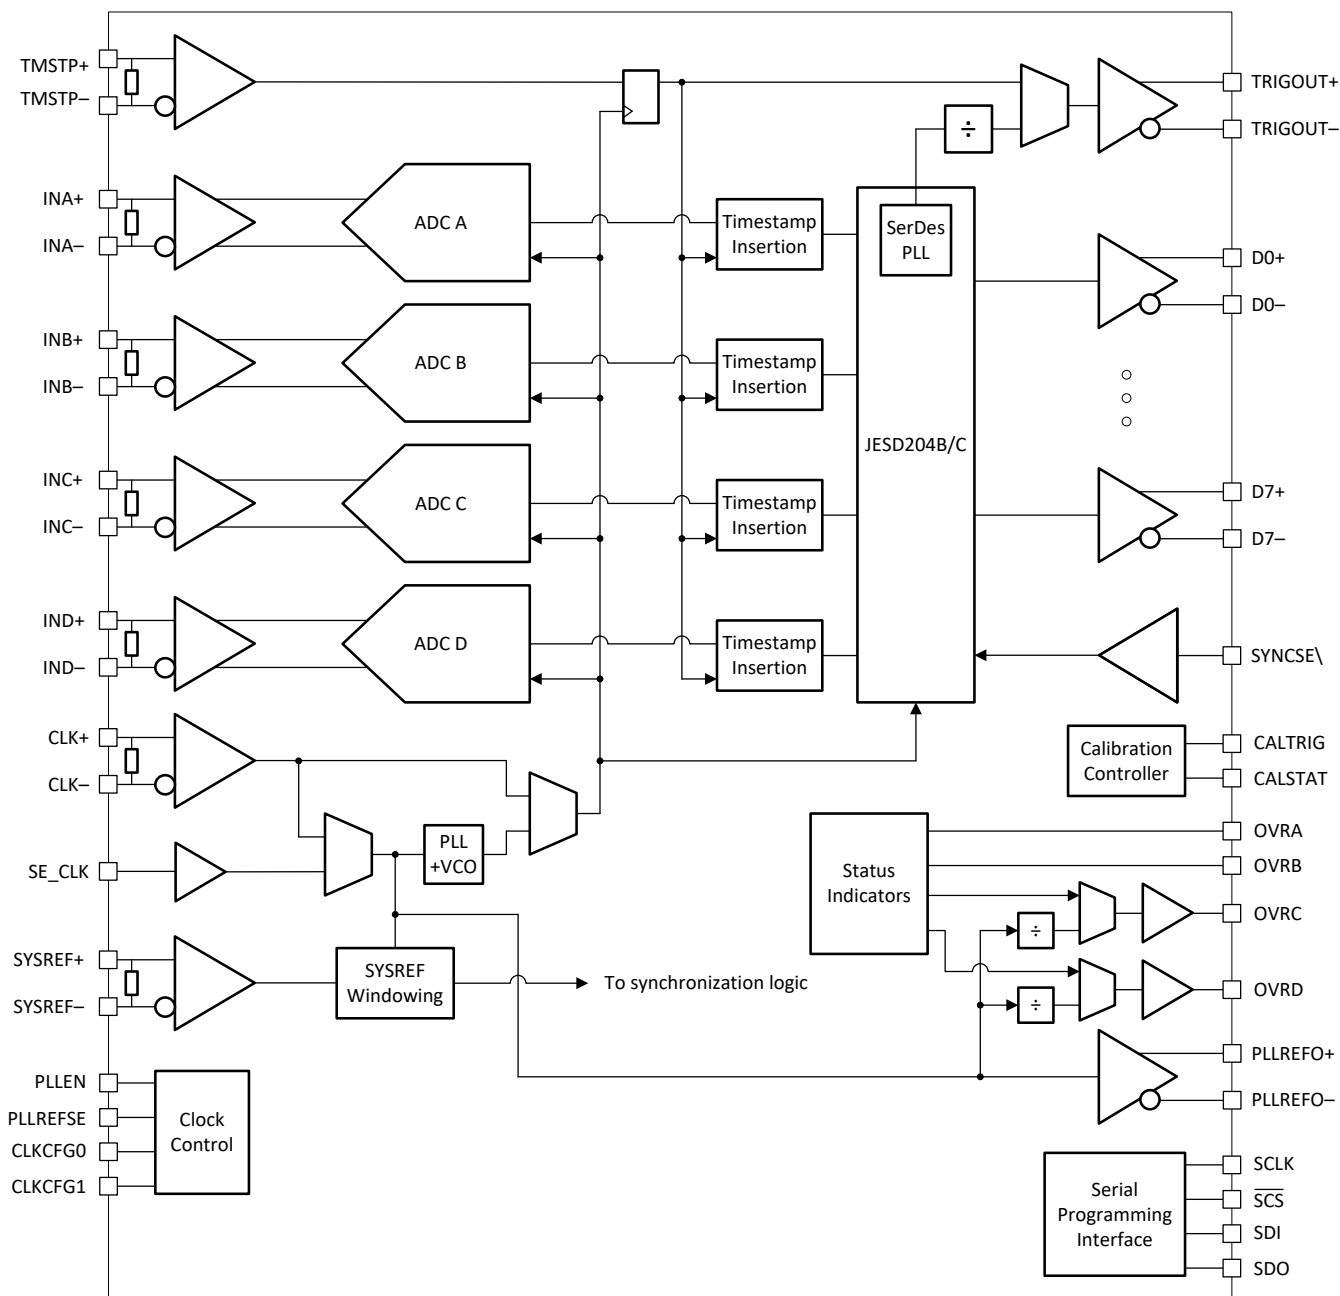 TMSTP+
TMSTP–
÷
TRIGOUT+
TRIGOUT–
INA+
INA–
ADC A
Timestamp
Insertion
SerDes
PLL
D0+
D0–
INB+
INB–
ADC B
Timestamp
Insertion
JESD204B/C
INC+
INC–
ADC C
Timestamp
Insertion
D7+
D7–
IND+
IND–
ADC D
Timestamp
Insertion
SYNCSE\
CLK+
CLK–
Calibration
Controller
CALTRIG
CALSTAT
SE_CLK
PLL
+VCO
Status
Indicators
OVRA
OVRB
÷
OVRC
÷
OVRD
SYSREF+
SYSREF–
SYSREF
Windowing
To synchronization logic
PLLREFO+
PLLREFO–
PLLEN
PLLREFSE
CLKCFG0
CLKCFG1
Clock
Control
Serial
Programming
Interface
SCLK
SCS
SDI
SDO